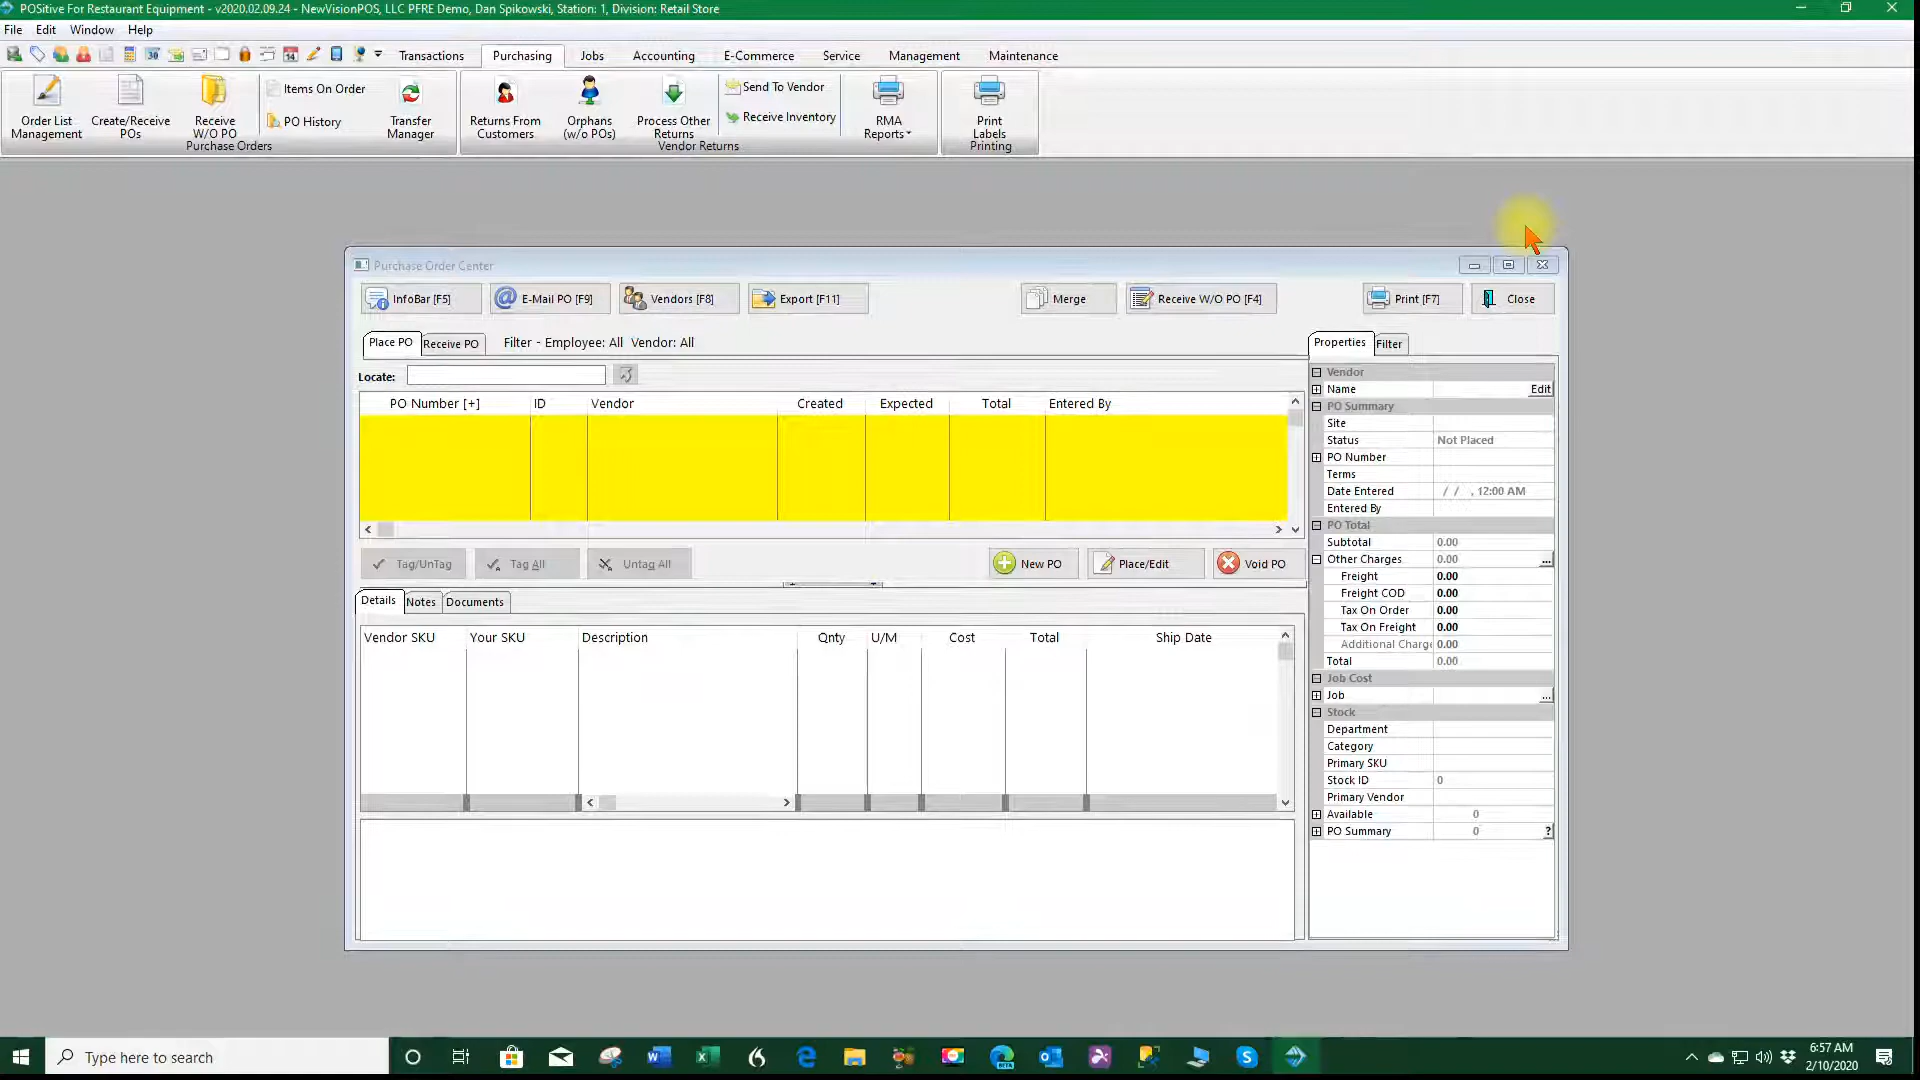 POSitive For Restaurant Equipment - v2020.02.09.24 - NewVisionPOS, LLC PFRE Demo, Dan Spikowski, Station: 1, Division: Retail Store
File Edit Window Help
30 14 Transactions Purchasing Jobs Accounting E-Commerce Service Management Maintenance
Order List Management
Create/Receive POs
Receive W/O PO
Items On Order
PO History
Transfer Manager
Purchase Orders
Returns From Customers
Orphans (w/o POs)
Process Other Returns
Send To Vendor
Receive Inventory
RMA Reports
Vendor Returns
Print Labels
Printing
Purchase Order Center
InfoBar [F5] E-Mail PO [F9] Vendors [F8] Export [F11] Merge Receive W/O PO [F4] Print [F7] Close
Place PO Receive PO Filter - Employee: All Vendor: All
Locate:
PO Number [+] ID Vendor Created Expected Total Entered By
Tag/UnTag Tag All Untag All New PO Place/Edit Void PO
Details Notes Documents
Vendor SKU Your SKU Description Qnty U/M Cost Total Ship Date
Properties Filter
Vendor
Name Edit
PO Summary
Site
Status Not Placed
PO Number
Terms
Date Entered / / , 12:00 AM
Entered By
PO Total
Subtotal 0.00
Other Charges 0.00 ...
Freight 0.00
Freight COD 0.00
Tax On Order 0.00
Tax On Freight 0.00
Additional Charge 0.00
Total 0.00
Job Cost
Job ...
Stock
Department
Category
Primary SKU
Stock ID 0
Primary Vendor
Available 0
PO Summary 0 ?
Type here to search
BETA
6:57 AM
2/10/2020